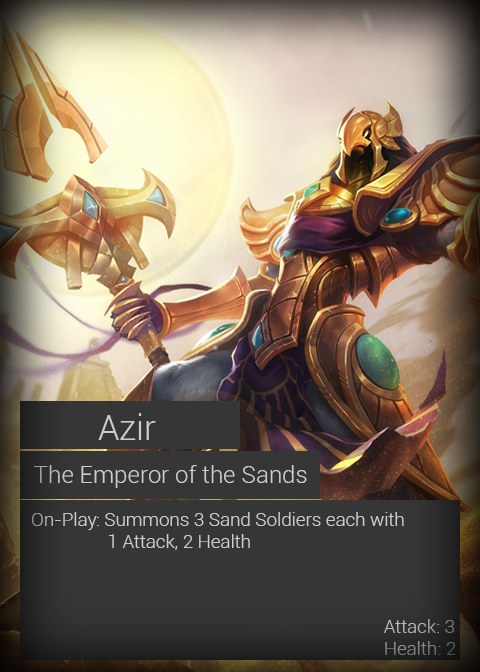 Azir
The Emperor of the Sands
On-Play: Summons 3 Sand Soldiers each with
1 Attack, 2 Health
Attack: 3
Health: 2